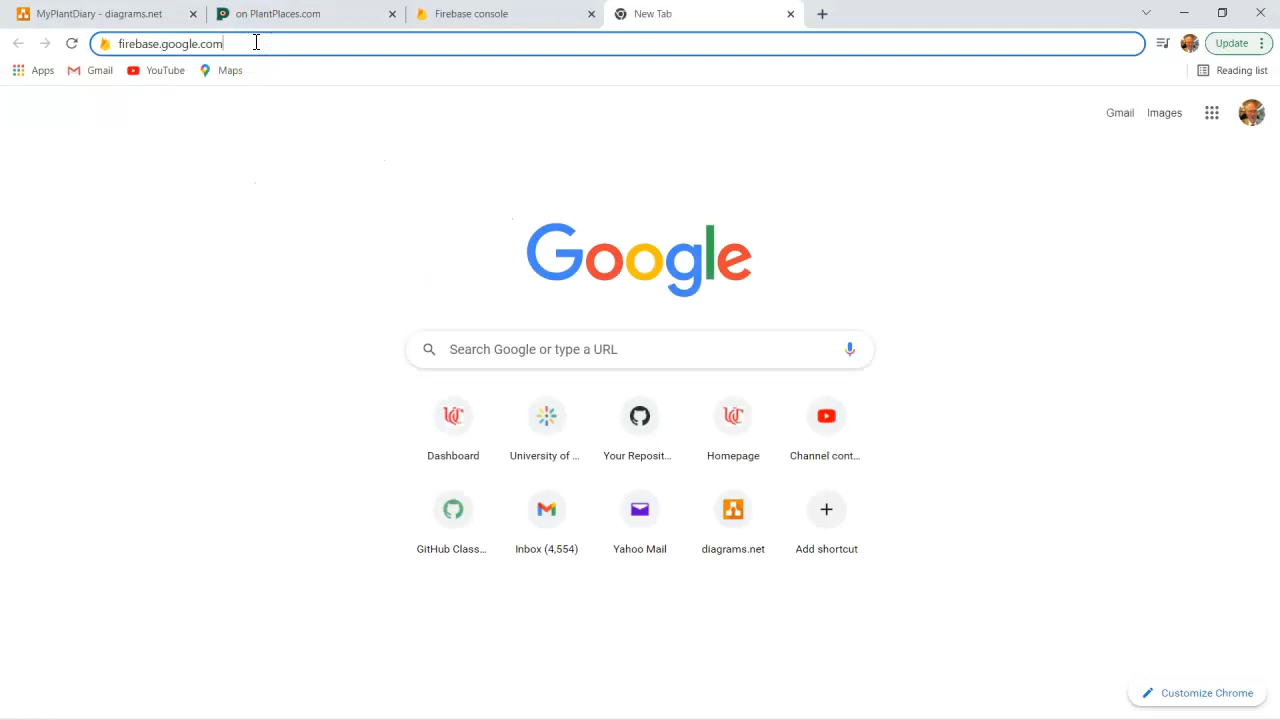 MyPlantDiary - diagrams.net
on PlantPlaces.com
Firebase console
New Tab
firebase.google.com
Update
Apps
Gmail
YouTube
Maps
Reading list
Gmail
Images
Google
Search Google or type a URL
Dashboard
University of ...
Your Reposit...
Homepage
Channel cont...
GitHub Class...
Inbox (4,554)
Yahoo Mail
diagrams.net
Add shortcut
Customize Chrome